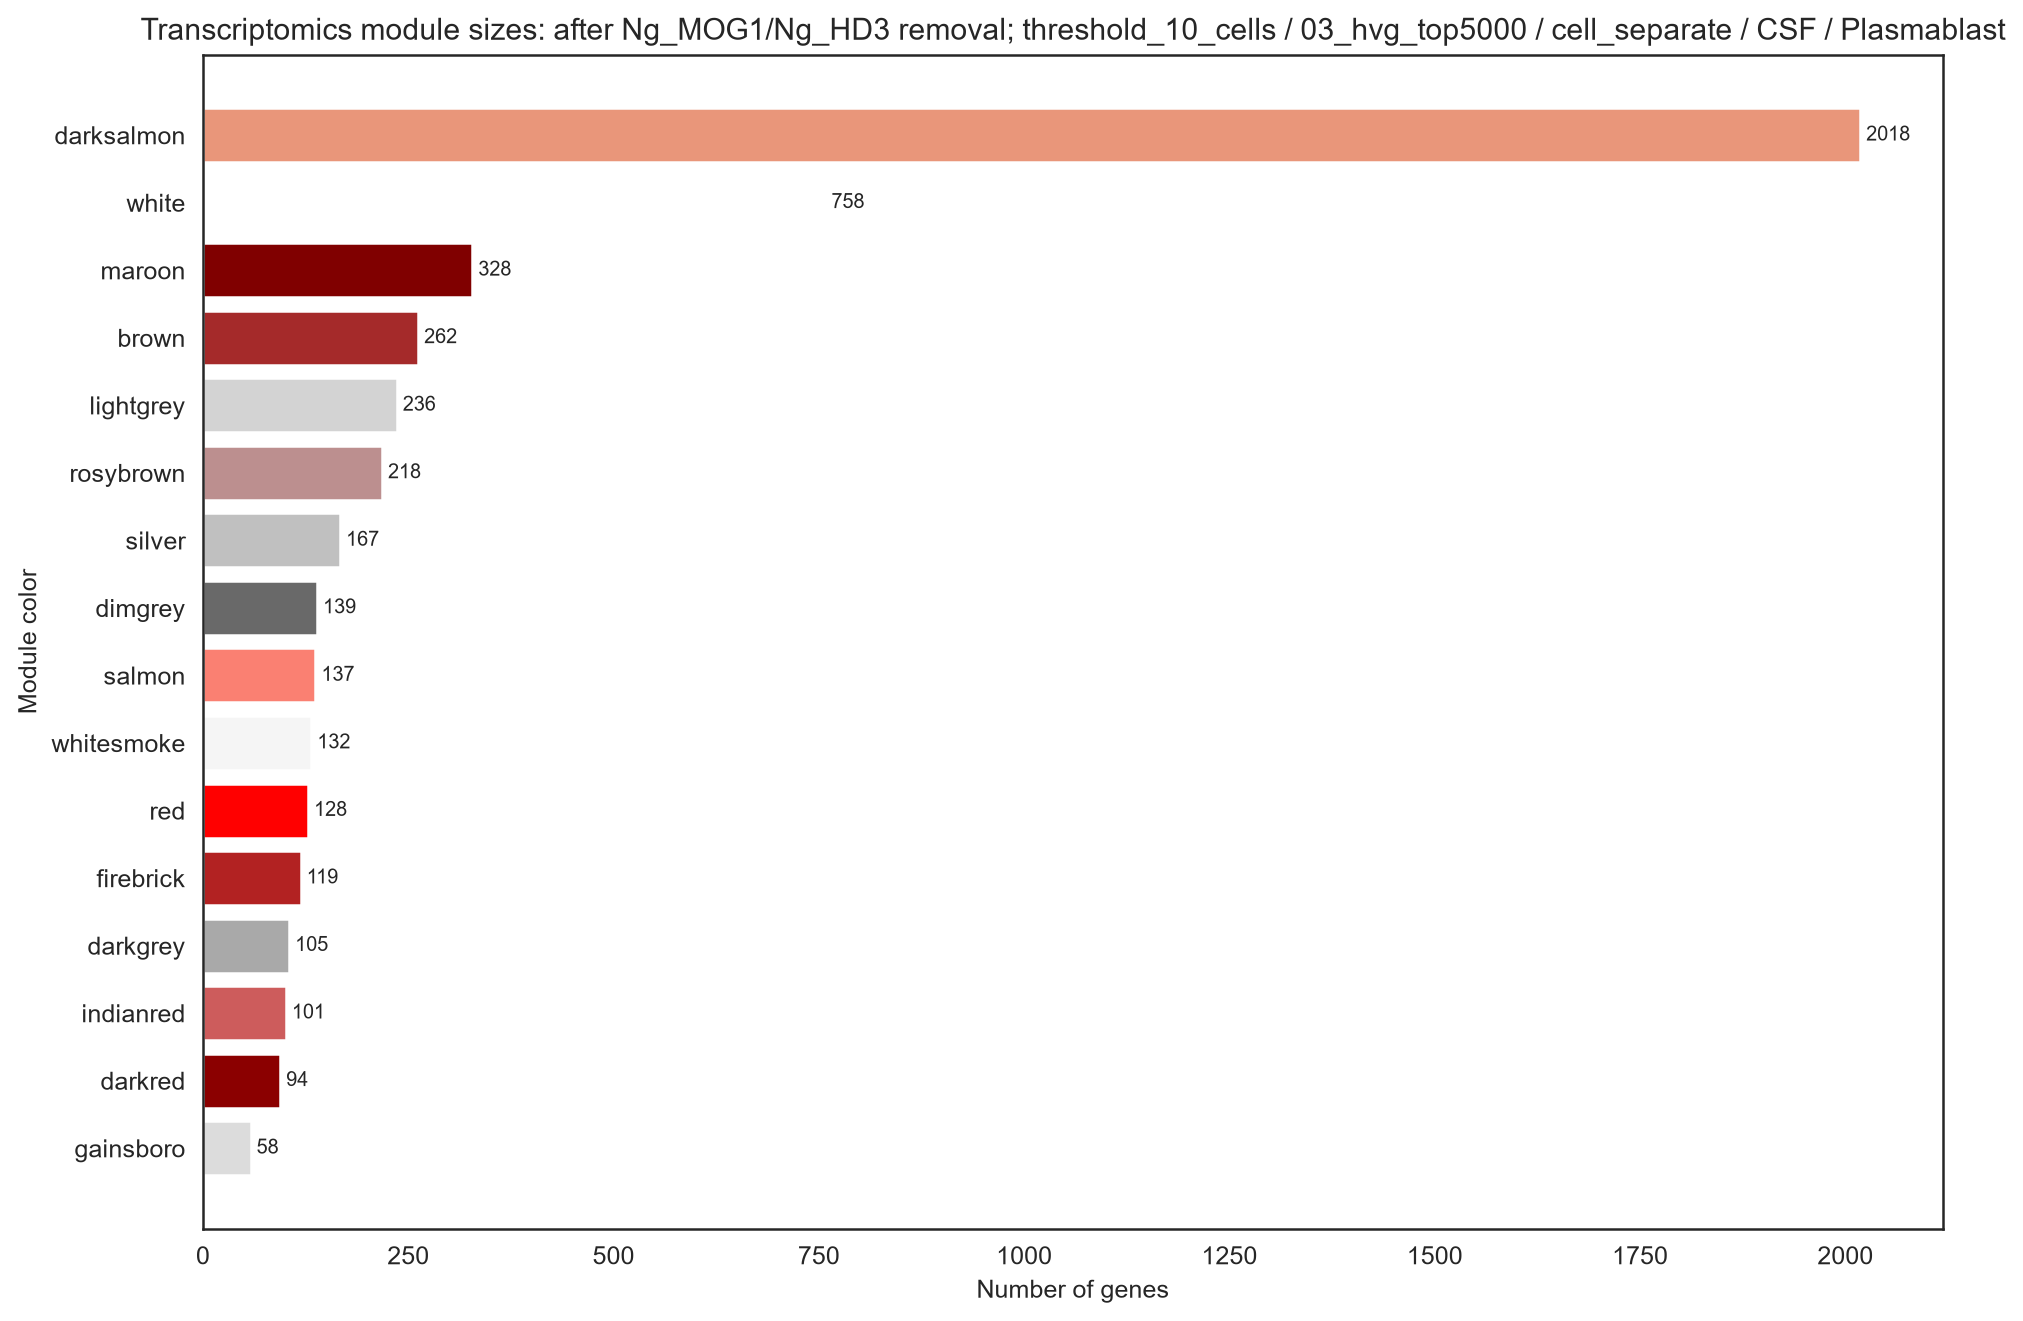 Transcriptomics module sizes: after Ng_MOG1/Ng_HD3 removal; threshold_10_cells / 03_hvg_top5000 / cell_separate / CSF / Plasmablast
darksalmon 2018
white 758
maroon 328
brown 262
lightgrey 236
rosybrown 218
silver 167
dimgrey 139
salmon 137
whitesmoke 132
red 128
firebrick 119
darkgrey 105
indianred 101
darkred 94
gainsboro 58
Module color
0 250 500 750 1000 1250 1500 1750 2000
Number of genes